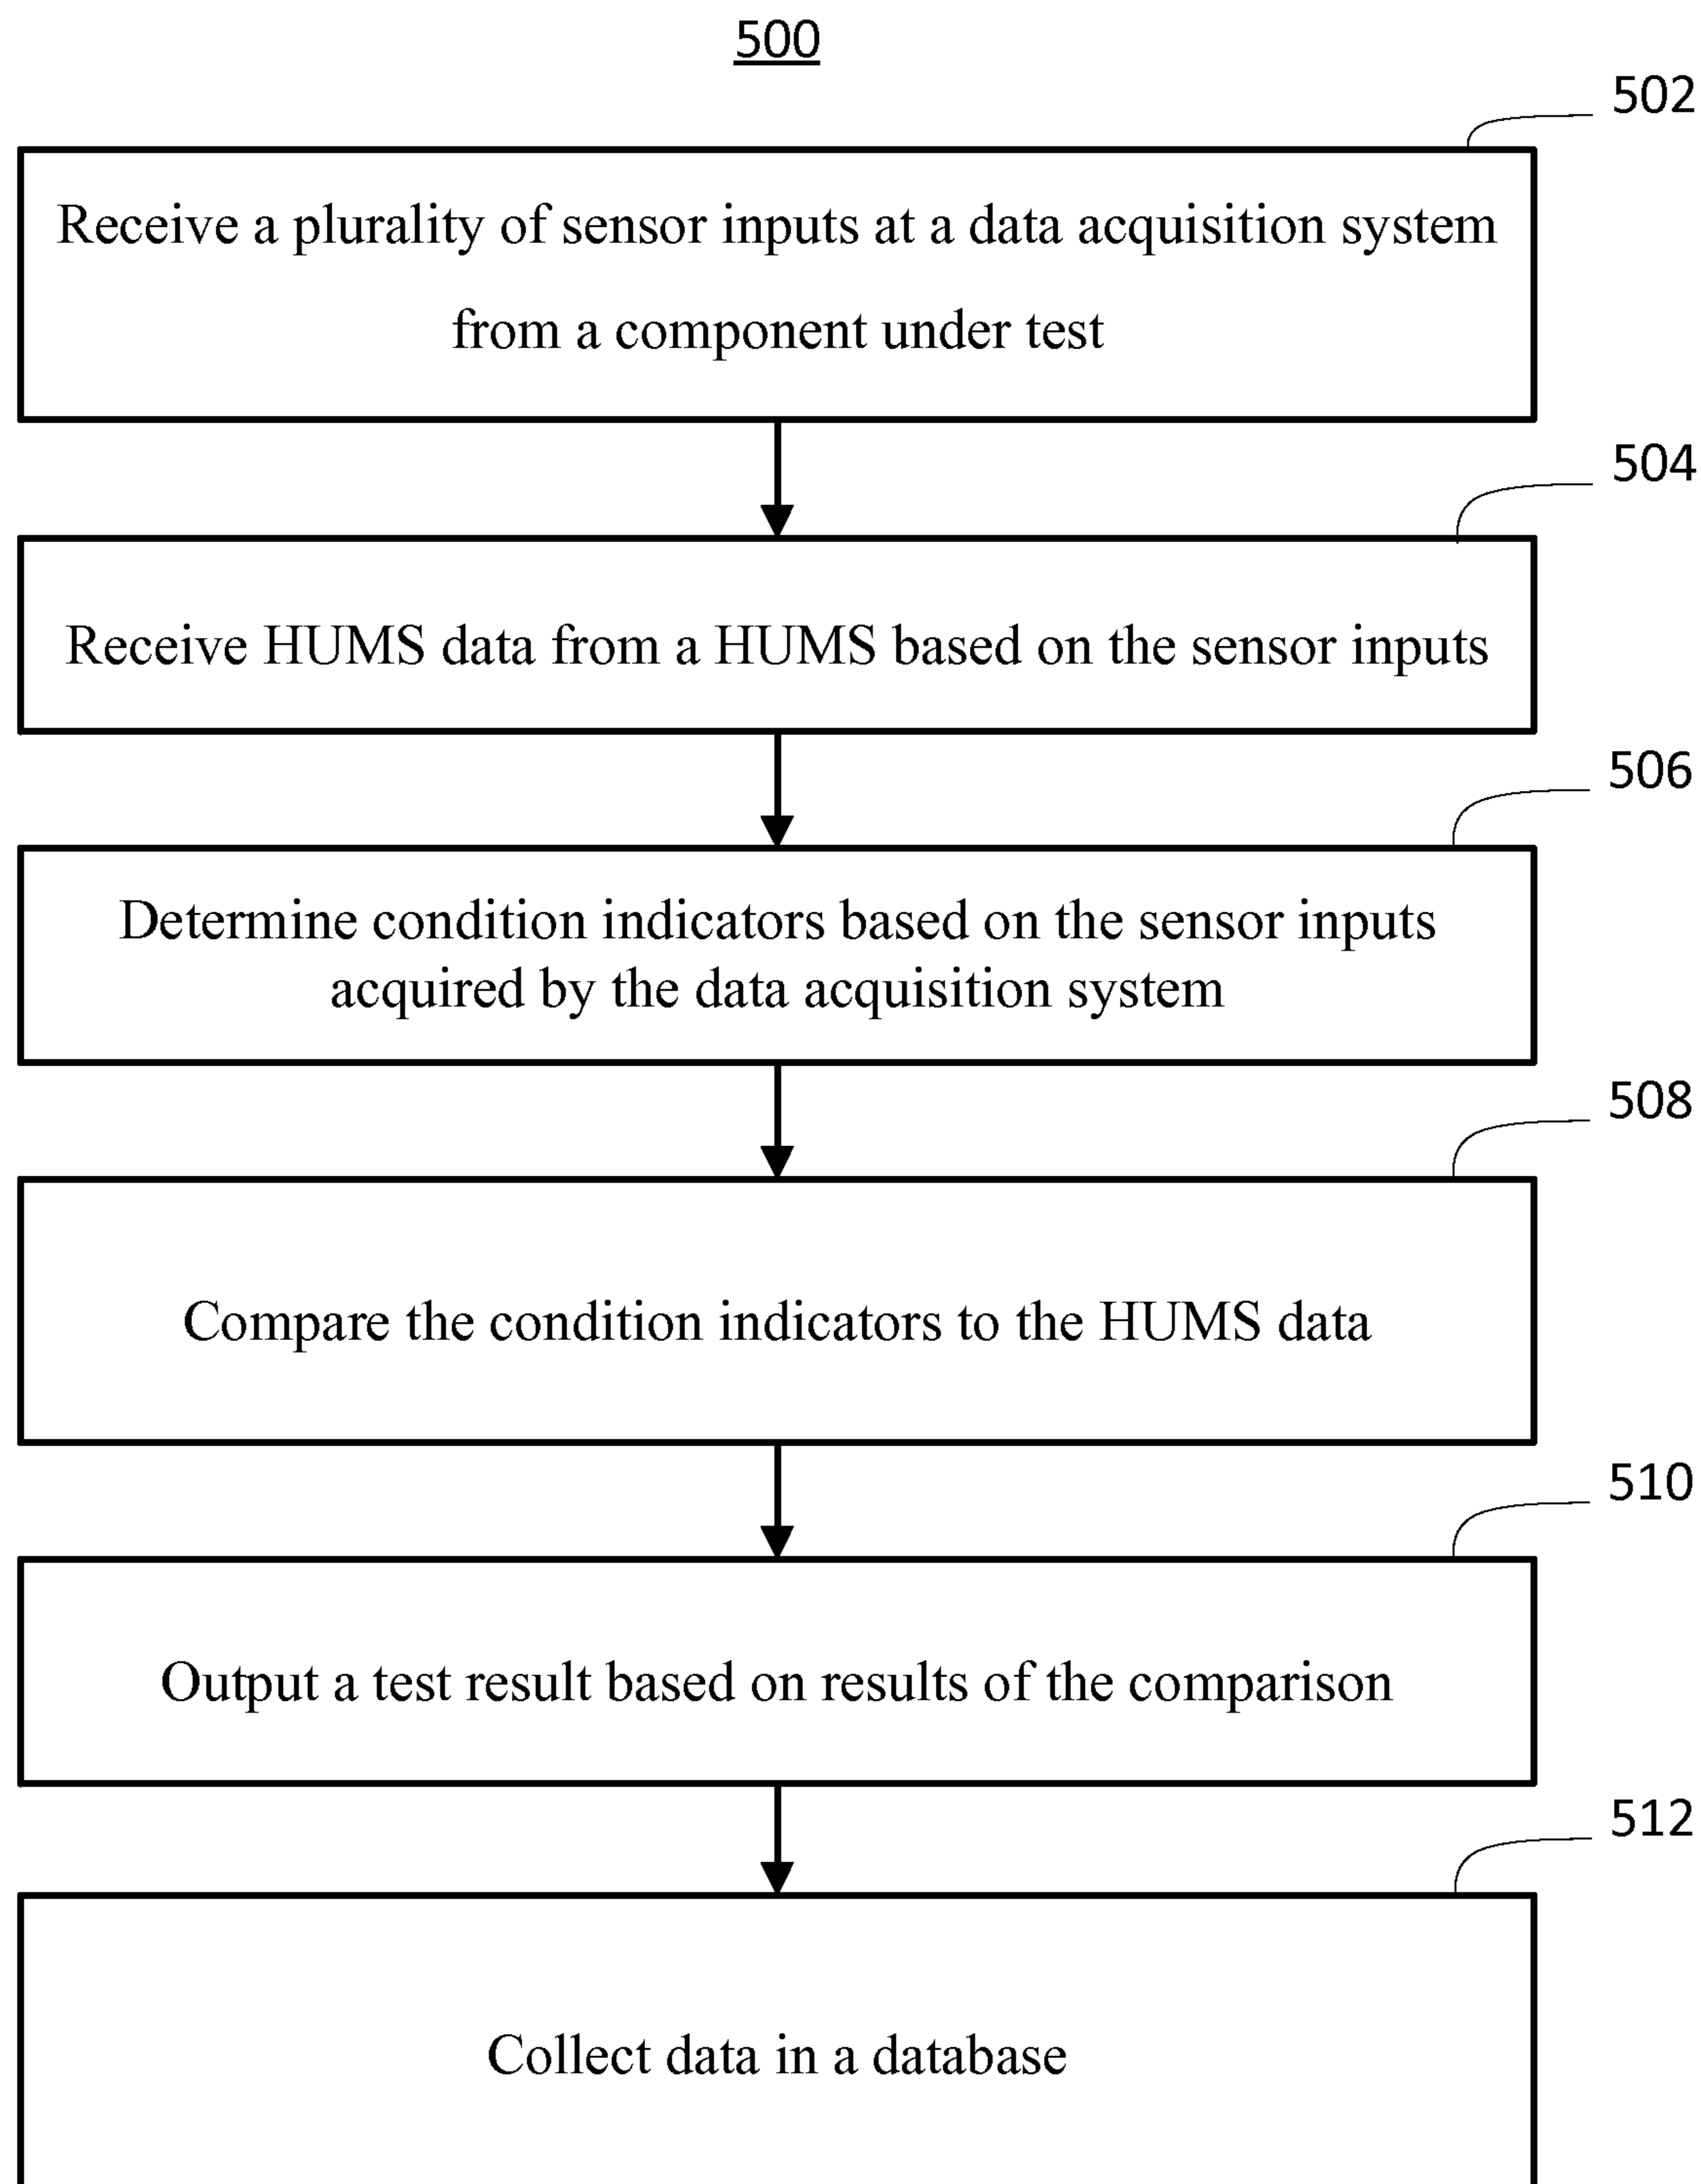 500
502
Receive a plurality of sensor inputs at a data acquisition system
from a component under test
504
Receive HUMS data from a HUMS based on the sensor inputs
506
Determine condition indicators based on the sensor inputs
acquired by the data acquisition system
508
Compare the condition indicators to the HUMS data
510
Output a test result based on results of the comparison
512
Collect data in a database